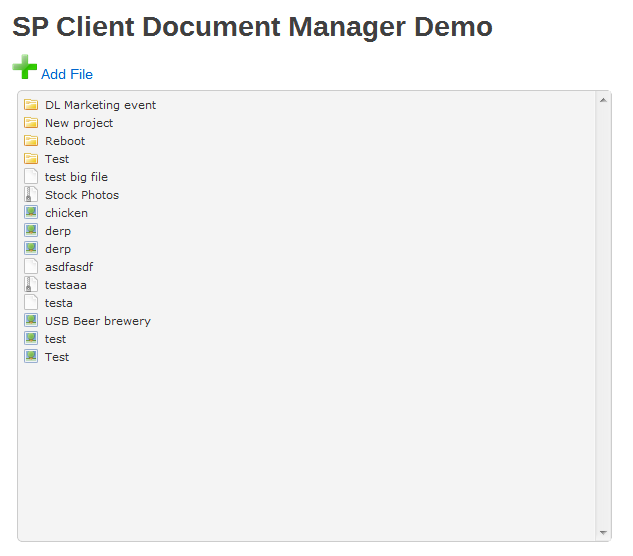 SP Client Document Manager Demo
Add File
DL Marketing event
New project
Reboot
Test
test big file
Stock Photos
chicken
derp
derp
asdfasdf
testaaa
testa
USB Beer brewery
test
Test